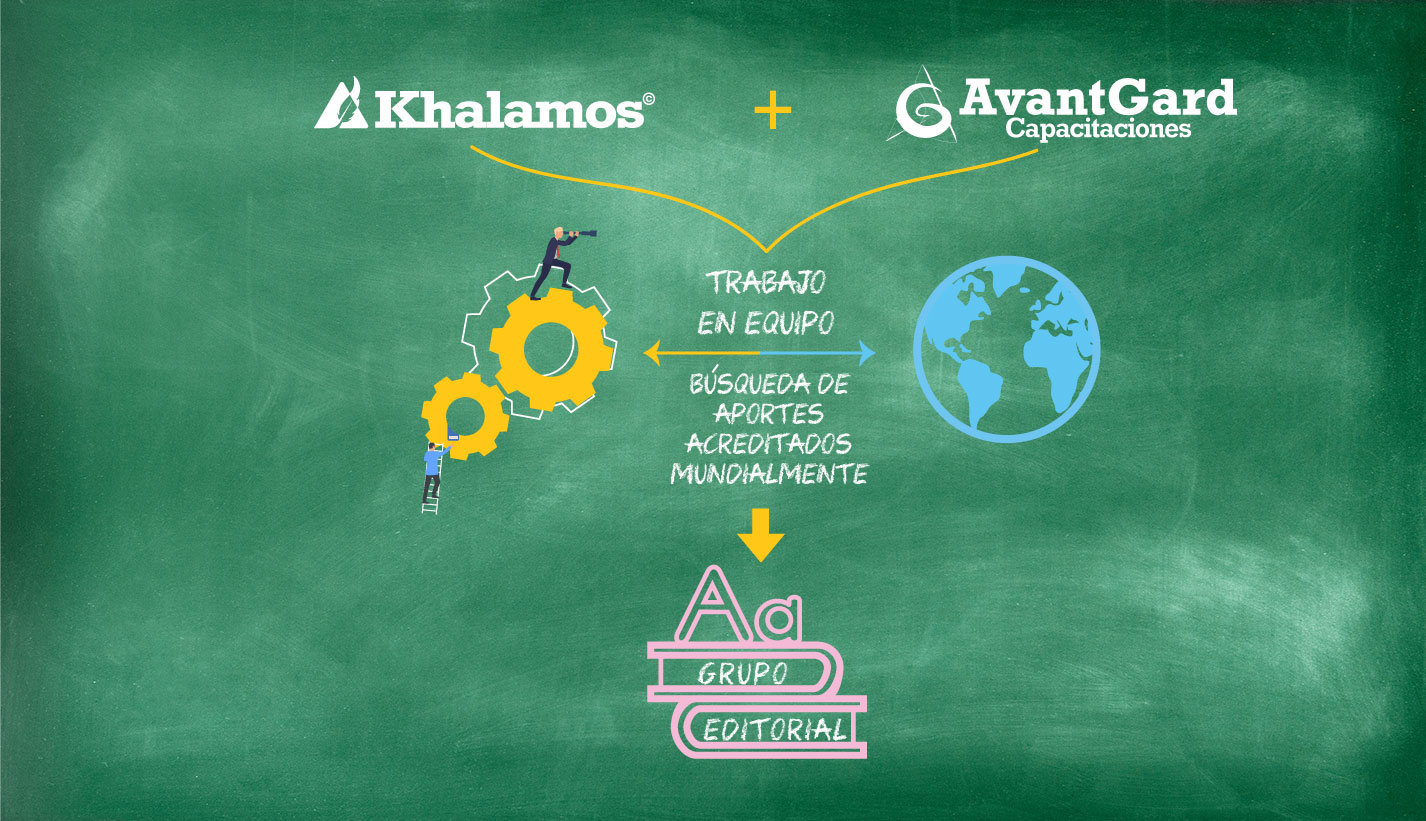 Khalamos©
+
AvantGard
Capacitaciones
TRABAJO
EN EQUIPO
BÚSQUEDA DE
APORTES
ACREDITADOS
MUNDIALMENTE
Aa
GRUPO
EDITORIAL